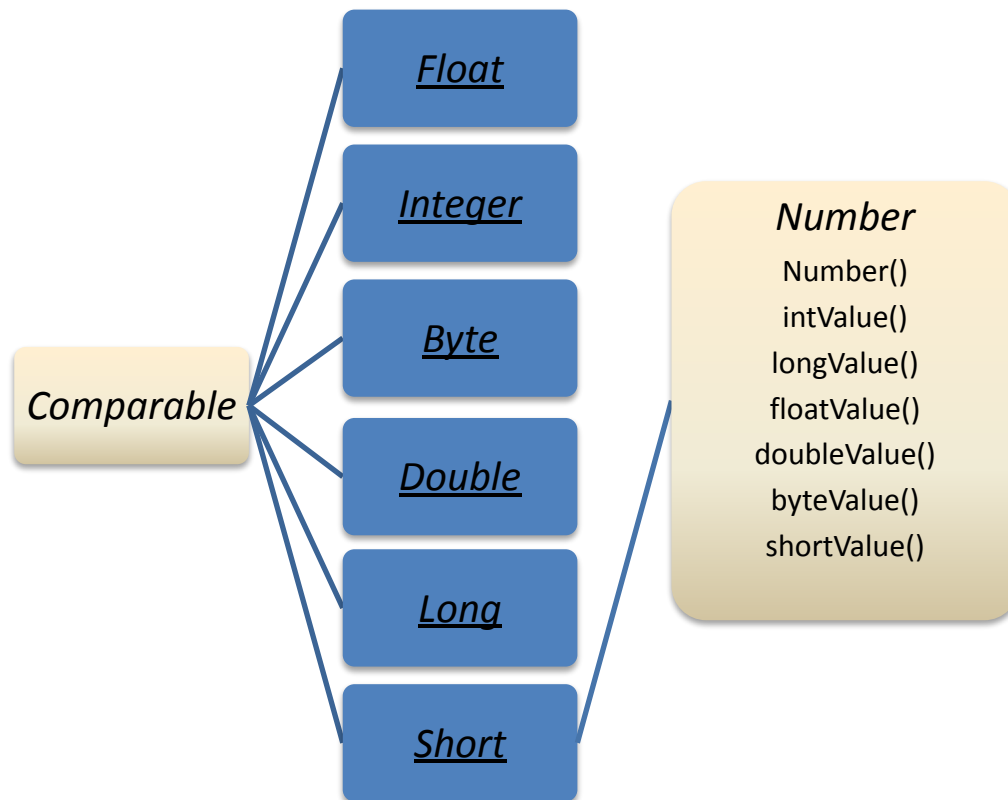 Comparable
Float
Integer
Byte
Double
Long
Short
Number
Number()
intValue()
longValue()
floatValue()
doubleValue()
byteValue()
shortValue()